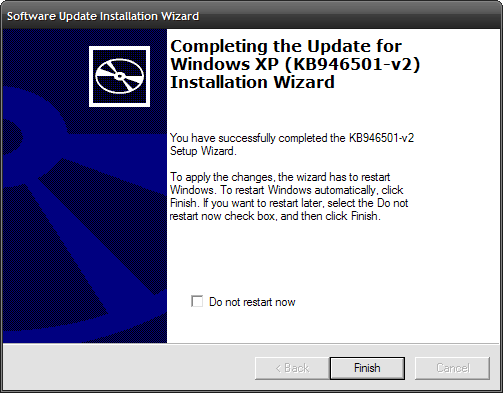 Software Update Installation Wizard
Completing the Update for
Windows XP (KB946501-v2)
Installation Wizard
You have successfully completed the KB946501-v2
Setup Wizard.
To apply the changes, the wizard has to restart
Windows. To restart Windows automatically, click
Finish. If you want to restart later, select the Do not
restart now check box, and then click Finish.
Do not restart now
< Back
Finish
Cancel